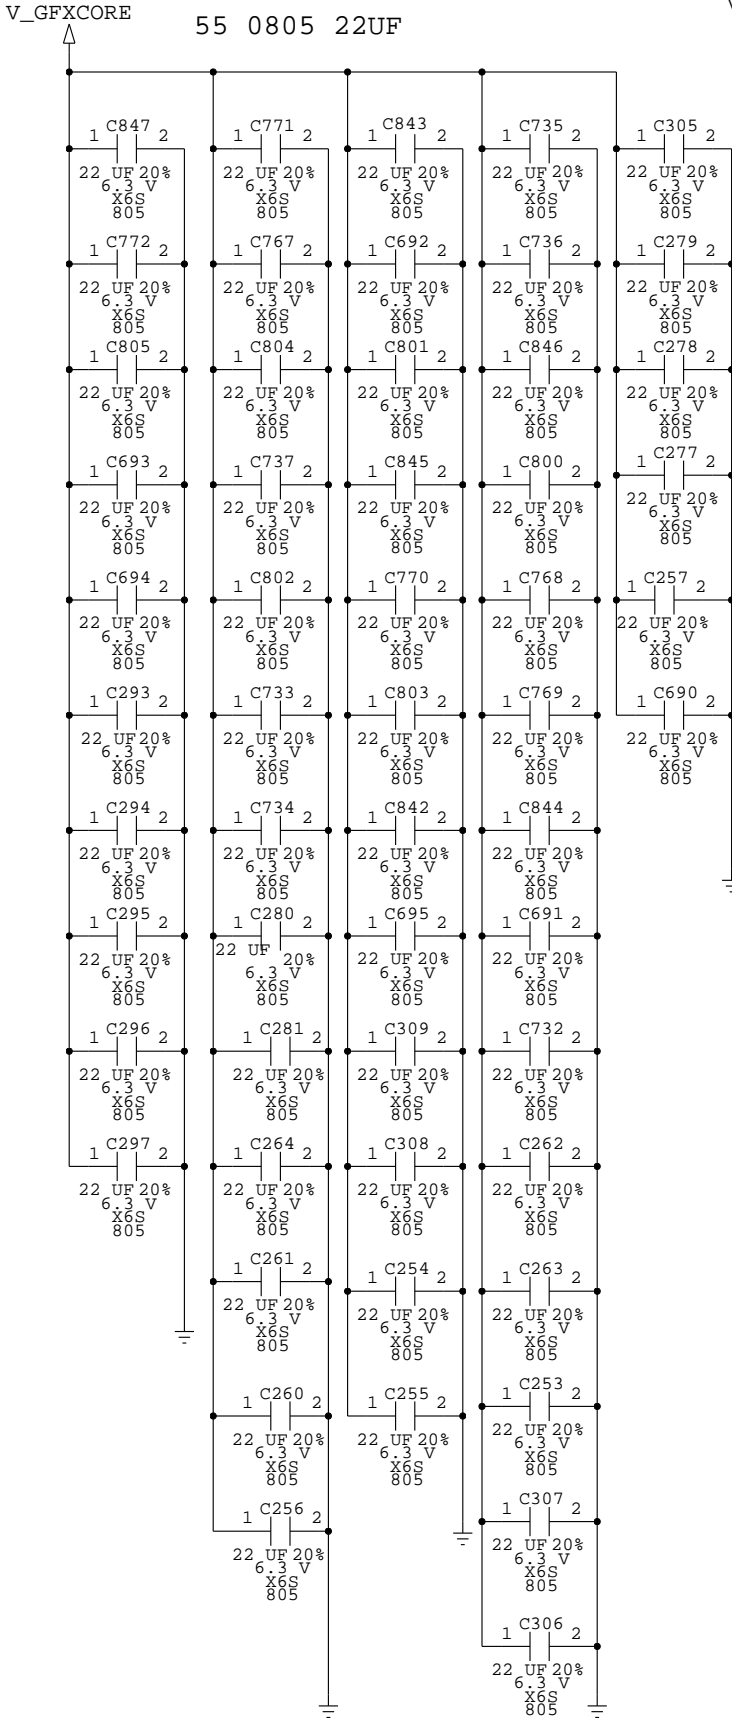 V_GFXCORE
55 0805 22UF
1 C847 2
22 UF 20%
6.3 V
X6S
805
1 C772 2
22 UF 20%
6.3 V
X6S
805
1 C805 2
22 UF 20%
6.3 V
X6S
805
1 C693 2
22 UF 20%
6.3 V
X6S
805
1 C694 2
22 UF 20%
6.3 V
X6S
805
1 C293 2
22 UF 20%
6.3 V
X6S
805
1 C294 2
22 UF 20%
6.3 V
X6S
805
1 C295 2
22 UF 20%
6.3 V
X6S
805
1 C296 2
22 UF 20%
6.3 V
X6S
805
1 C297 2
22 UF 20%
6.3 V
X6S
805
1 C771 2
22 UF 20%
6.3 V
X6S
805
1 C767 2
22 UF 20%
6.3 V
X6S
805
1 C804 2
22 UF 20%
6.3 V
X6S
805
1 C737 2
22 UF 20%
6.3 V
X6S
805
1 C802 2
22 UF 20%
6.3 V
X6S
805
1 C733 2
22 UF 20%
6.3 V
X6S
805
1 C734 2
22 UF 20%
6.3 V
X6S
805
1 C280 2
22 UF
20%
6.3 V
X6S
805
1 C281 2
22 UF 20%
6.3 V
X6S
805
1 C264 2
22 UF 20%
6.3 V
X6S
805
1 C261 2
22 UF 20%
6.3 V
X6S
805
1 C260 2
22 UF 20%
6.3 V
X6S
805
1 C256 2
22 UF 20%
6.3 V
X6S
805
1 C843 2
22 UF 20%
6.3 V
X6S
805
1 C692 2
22 UF 20%
6.3 V
X6S
805
1 C801 2
22 UF 20%
6.3 V
X6S
805
1 C845 2
22 UF 20%
6.3 V
X6S
805
1 C770 2
22 UF 20%
6.3 V
X6S
805
1 C803 2
22 UF 20%
6.3 V
X6S
805
1 C842 2
22 UF 20%
6.3 V
X6S
805
1 C695 2
22 UF 20%
6.3 V
X6S
805
1 C309 2
22 UF 20%
6.3 V
X6S
805
1 C308 2
22 UF 20%
6.3 V
X6S
805
1 C254 2
22 UF 20%
6.3 V
X6S
805
1 C255 2
22 UF 20%
6.3 V
X6S
805
1 C735 2
22 UF 20%
6.3 V
X6S
805
1 C736 2
22 UF 20%
6.3 V
X6S
805
1 C846 2
22 UF 20%
6.3 V
X6S
805
1 C800 2
22 UF 20%
6.3 V
X6S
805
1 C768 2
22 UF 20%
6.3 V
X6S
805
1 C769 2
22 UF 20%
6.3 V
X6S
805
1 C844 2
22 UF 20%
6.3 V
X6S
805
1 C691 2
22 UF 20%
6.3 V
X6S
805
1 C732 2
22 UF 20%
6.3 V
X6S
805
1 C262 2
22 UF 20%
6.3 V
X6S
805
1 C263 2
22 UF 20%
6.3 V
X6S
805
1 C253 2
22 UF 20%
6.3 V
X6S
805
1 C307 2
22 UF 20%
6.3 V
X6S
805
1 C306 2
22 UF 20%
6.3 V
X6S
805
1 C305 2
22 UF 20%
6.3 V
X6S
805
1 C279 2
22 UF 20%
6.3 V
X6S
805
1 C278 2
22 UF 20%
6.3 V
X6S
805
1 C277 2
22 UF 20%
6.3 V
X6S
805
1 C257 2
22 UF 20%
6.3 V
X6S
805
1 C690 2
22 UF 20%
6.3 V
X6S
805